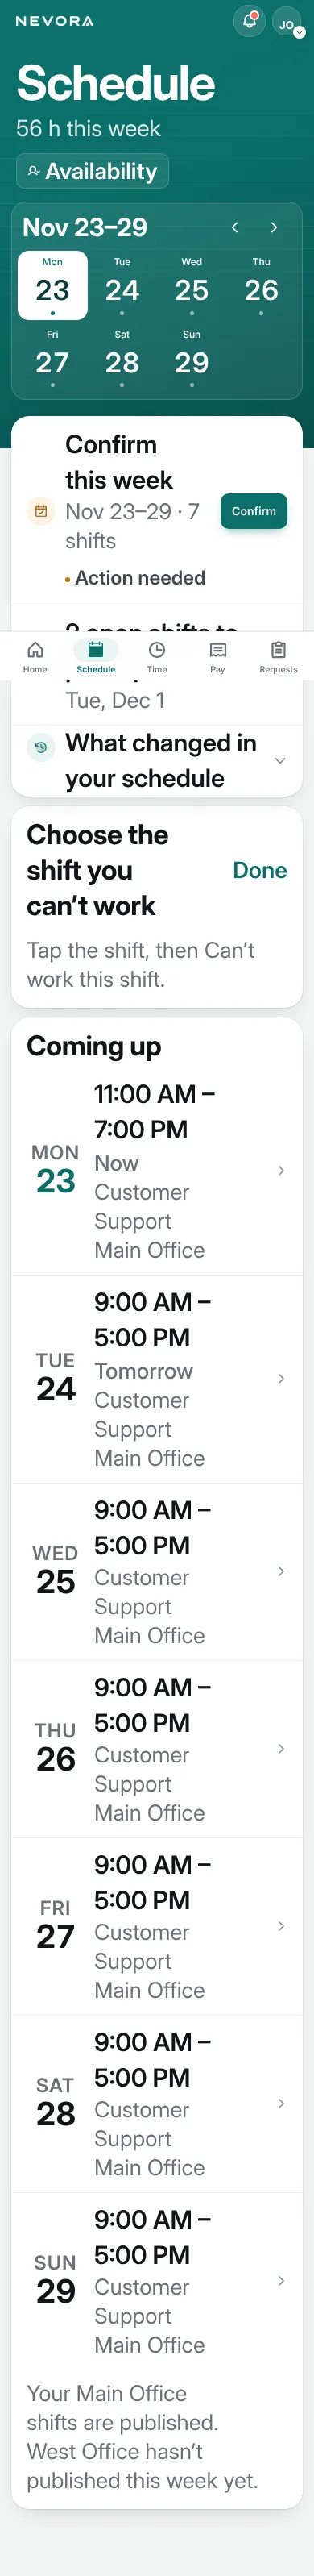 NEVORA
JO
Schedule
56 h this week
Availability
Nov 23–29
Mon
Tue
Wed
Thu
23
24
25
26
Fri
Sat
Sun
27
28
29
Confirm
this week
Nov 23–29 · 7
shifts
Action needed
Confirm
2 open shifts to
Home
Schedule
Time
Pay
Requests
Tue, Dec 1
What changed in
your schedule
Choose the
shift you
can't work
Done
Tap the shift, then Can't
work this shift.
Coming up
MON
23
11:00 AM –
7:00 PM
Now
Customer
Support
Main Office
TUE
24
9:00 AM –
5:00 PM
Tomorrow
Customer
Support
Main Office
WED
25
9:00 AM –
5:00 PM
Customer
Support
Main Office
THU
26
9:00 AM –
5:00 PM
Customer
Support
Main Office
FRI
27
9:00 AM –
5:00 PM
Customer
Support
Main Office
SAT
28
9:00 AM –
5:00 PM
Customer
Support
Main Office
SUN
29
9:00 AM –
5:00 PM
Customer
Support
Main Office
Your Main Office
shifts are published.
West Office hasn't
published this week yet.